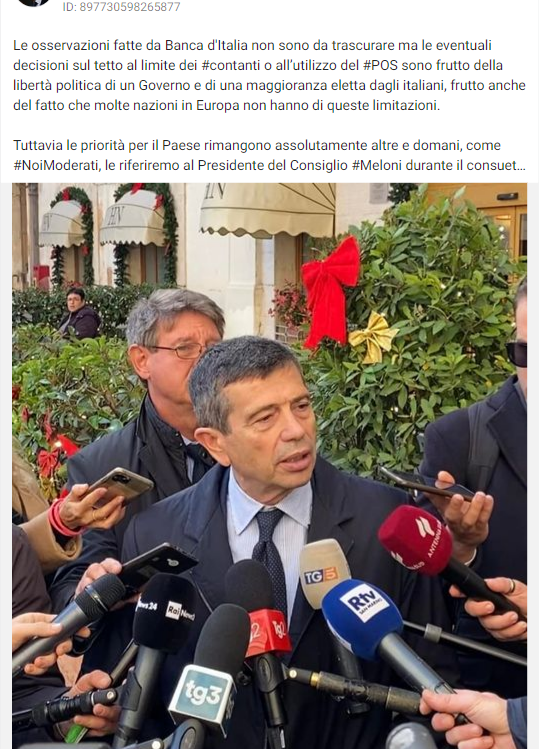 ID: 897730598265877
Le osservazioni fatte da Banca d'Italia non sono da trascurare ma le eventuali
decisioni sul tetto al limite dei #contanti o all'utilizzo del #POS sono frutto della
libertà politica di un Governo e di una maggioranza eletta dagli italiani, frutto anche
del fatto che molte nazioni in Europa non hanno di queste limitazioni.
Tuttavia le priorità per il Paese rimangono assolutamente altre e domani, come
#NoiModerati, le riferiremo al Presidente del Consiglio #Meloni durante il consuet...
TG5
ANTENNA
Rtv
SAN MARINO
news24
Rai News
tg2
tg3